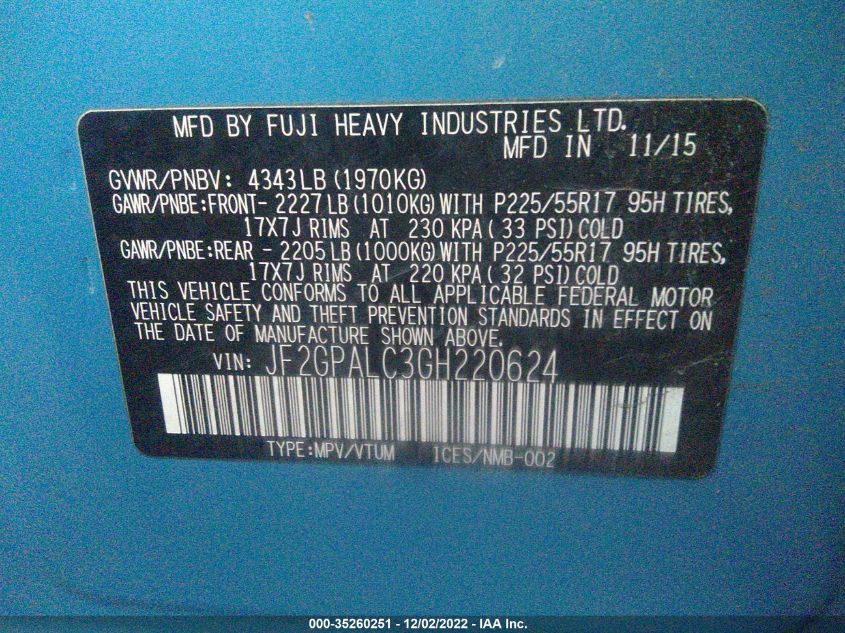 MFD BY FUJI HEAVY INDUSTRIES LTD.
MFD IN 11/15
GVWR/PNBV: 4343LB (1970KG)
GAWR/PNBE:FRONT- 2227LB (1010KG) WITH P225/55R17 95H TIRES,
17X7J RIMS AT 230 KPA ( 33 PSI) COLD
GAWR/PNBE:REAR - 2205LB (1000KG) WITH P225/55R17 95H TIRES,
17X7J RIMS AT 220 KPA ( 32 PSI) COLD
THIS VEHICLE CONFORMS TO ALL APPLICABLE FEDERAL MOTOR
VEHICLE SAFETY AND THEFT PREVENTION STANDARDS IN EFFECT ON
THE DATE OF MANUFACTURE SHOWN ABOVE.
VIN: JF2GPALC3GH220624
TYPE:MPV/VTUM ICES/NMB-002
000-35260251 - 12/02/2022 - IAA Inc.